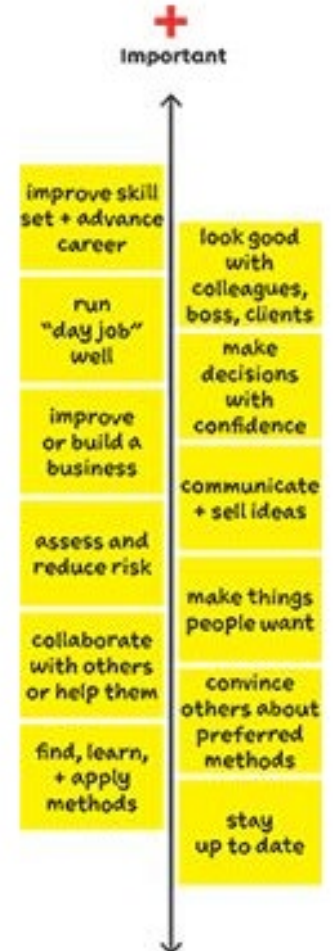 +
Important
improve skill
set + advance
career
look good
with
colleagues,
boss, clients
run
"day job"
well
make
decisions
with
confidence
improve
or build a
business
communicate
+ sell ideas
assess and
reduce risk
make things
people want
collaborate
with others
or help them
convince
others about
preferred
methods
find, learn,
+ apply
methods
stay
up to date